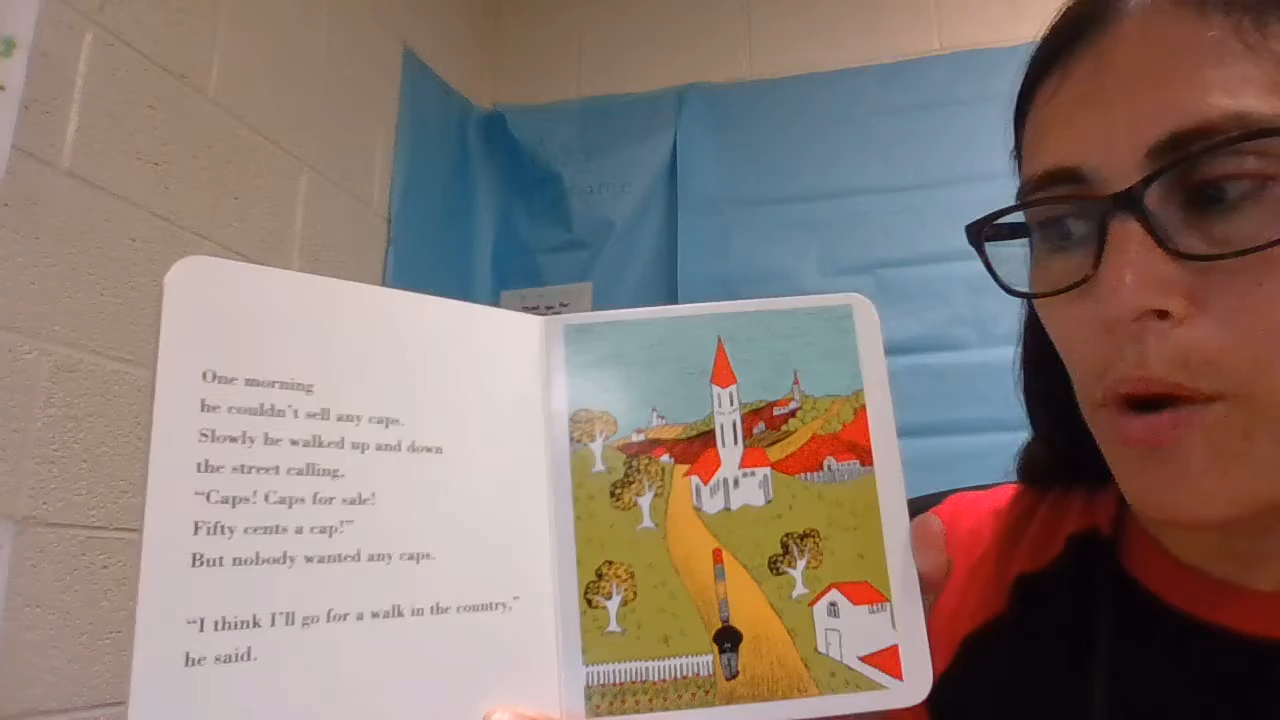 One morning
he couldn't sell any caps.
Slowly he walked up and down
the street calling,
"Caps! Caps for sale!
Fifty cents a cap!"
But nobody wanted any caps.
"I think I'll go for a walk in the country,"
he said.